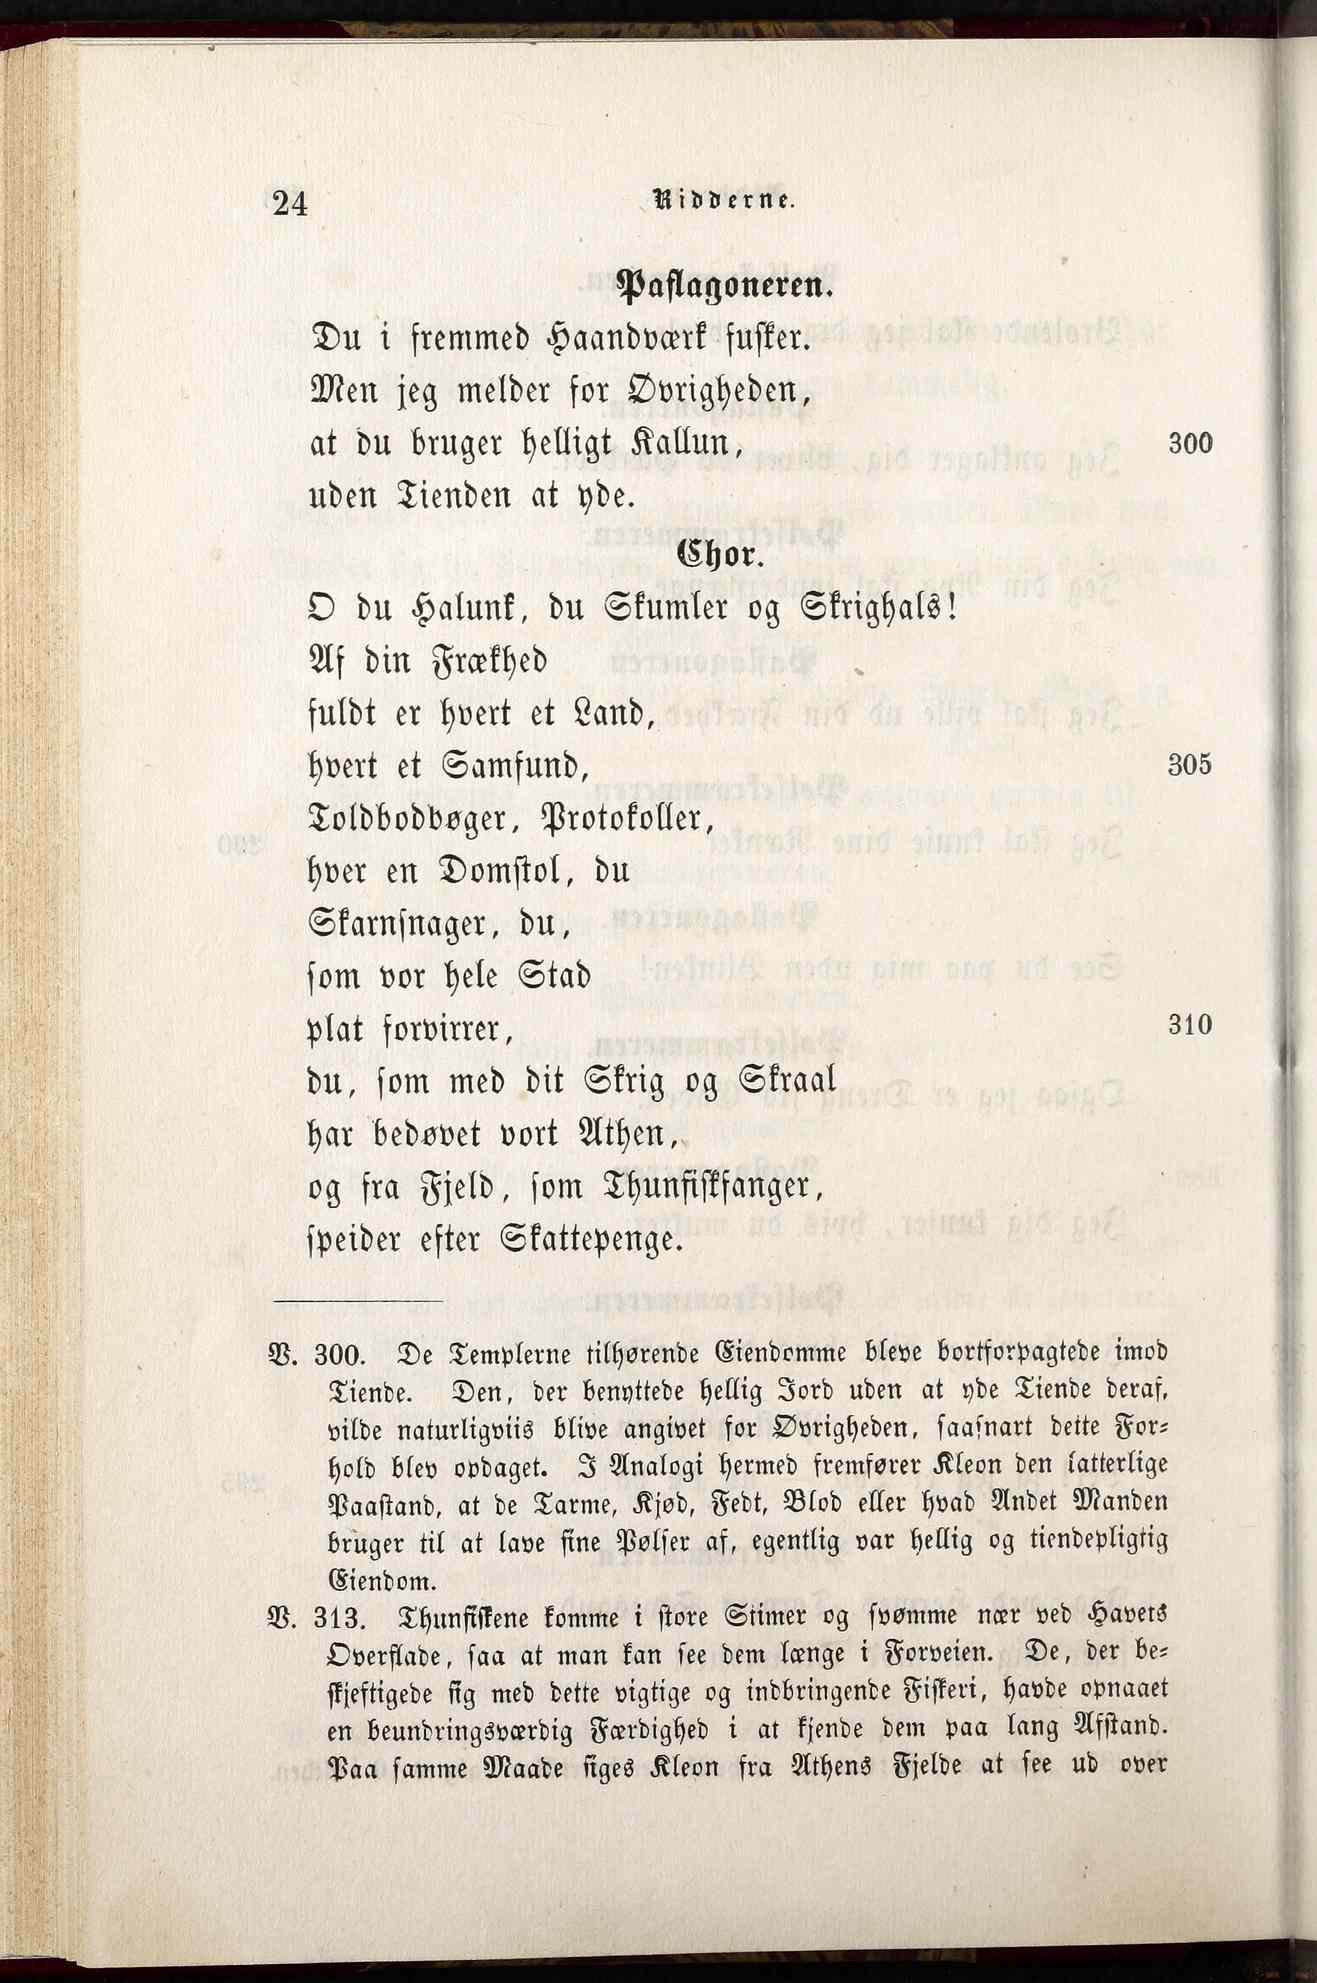 24
Ridderne.
Paflagoneren.
Du i fremmed Haandværk fusker.
Men jeg melder for Øvrigheden,
at du bruger helligt Kallun, 300
uden Tienden at yde.
Chor.
O du Halunk, du Skumler og Skrighals!
Af din Frækhed
fuldt er hvert et Land,
hvert et Samfund, 305
Toldbodbøger, Protokoller,
hver en Domstol, du
Skarnsnager, du,
som vor hele Stad
plat forvirrer, 310
du, som med dit Skrig og Skraal
har bedøvet vort Athen,
og fra Fjeld, som Thunfiskfanger,
speider efter Skattepenge.
V. 300. De Templerne tilhørende Eiendomme bleve bortforpagtede imod
Tiende. Den, der benyttede hellig Jord uden at yde Tiende deraf,
vilde naturligviis blive angivet for Øvrigheden, saasnart dette For-
hold blev opdaget. I Analogi hermed fremfører Kleon den latterlige
Paastand, at de Tarme, Kjød, Fedt, Blod eller hvad Andet Manden
bruger til at lave sine Pølser af, egentlig var hellig og tiendepligtig
Eiendom.
V. 313. Thunfiskene komme i store Stimer og svømme nær ved Havets
Overflade, saa at man kan see dem længe i Forveien. De, der be-
skjeftigede sig med dette vigtige og indbringende Fiskeri, havde opnaaet
en beundringsværdig Færdighed i at kjende dem paa lang Afstand.
Paa samme Maade siges Kleon fra Athens Fjelde at see ud over